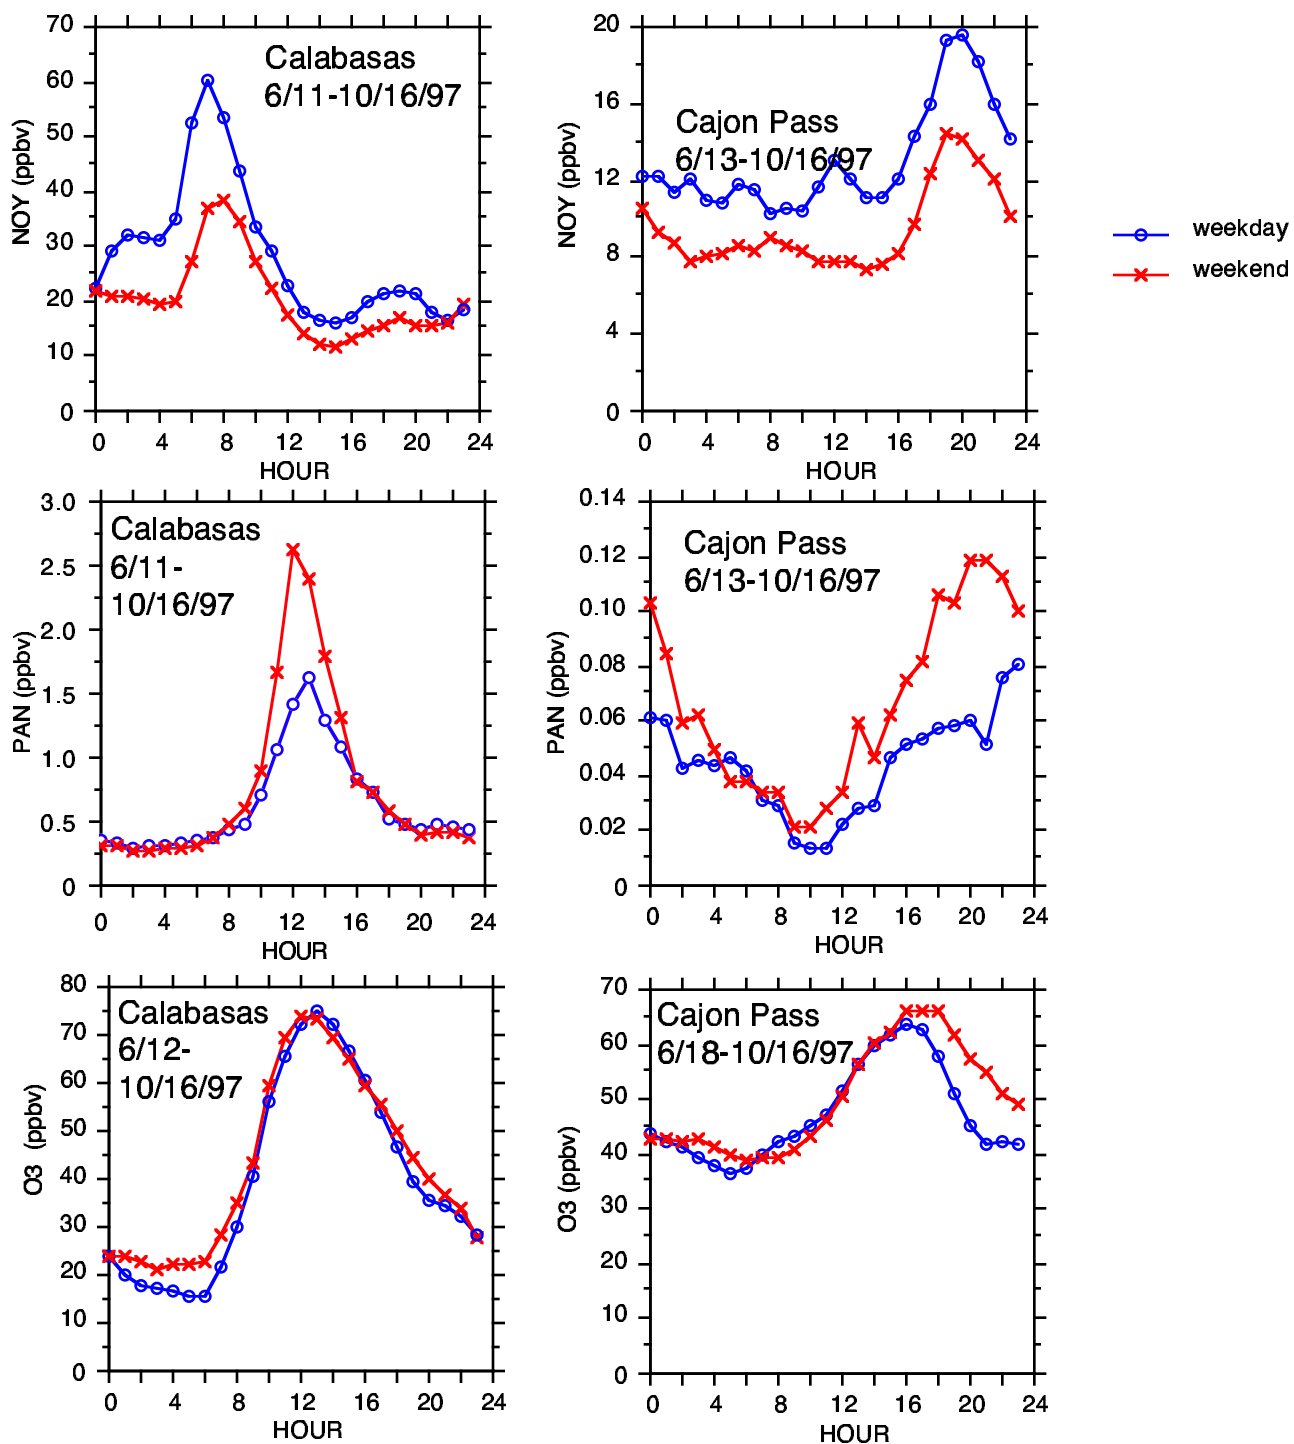 70
60
50
40
30
20
10
0
NOY (ppbv)
Calabasas
6/11-10/16/97
0 4 8 12 16 20 24
HOUR
20
16
12
8
4
0
NOY (ppbv)
Cajon Pass
6/13-10/16/97
0 4 8 12 16 20 24
HOUR
weekday
weekend
3.0
2.5
2.0
1.5
1.0
0.5
0
PAN (ppbv)
Calabasas
6/11-
10/16/97
0 4 8 12 16 20 24
HOUR
0.14
0.12
0.10
0.08
0.06
0.04
0.02
0
PAN (ppbv)
Cajon Pass
6/13-10/16/97
0 4 8 12 16 20 24
HOUR
80
70
60
50
40
30
20
10
0
O3 (ppbv)
Calabasas
6/12-
10/16/97
0 4 8 12 16 20 24
HOUR
70
60
50
40
30
20
10
0
O3 (ppbv)
Cajon Pass
6/18-10/16/97
0 4 8 12 16 20 24
HOUR